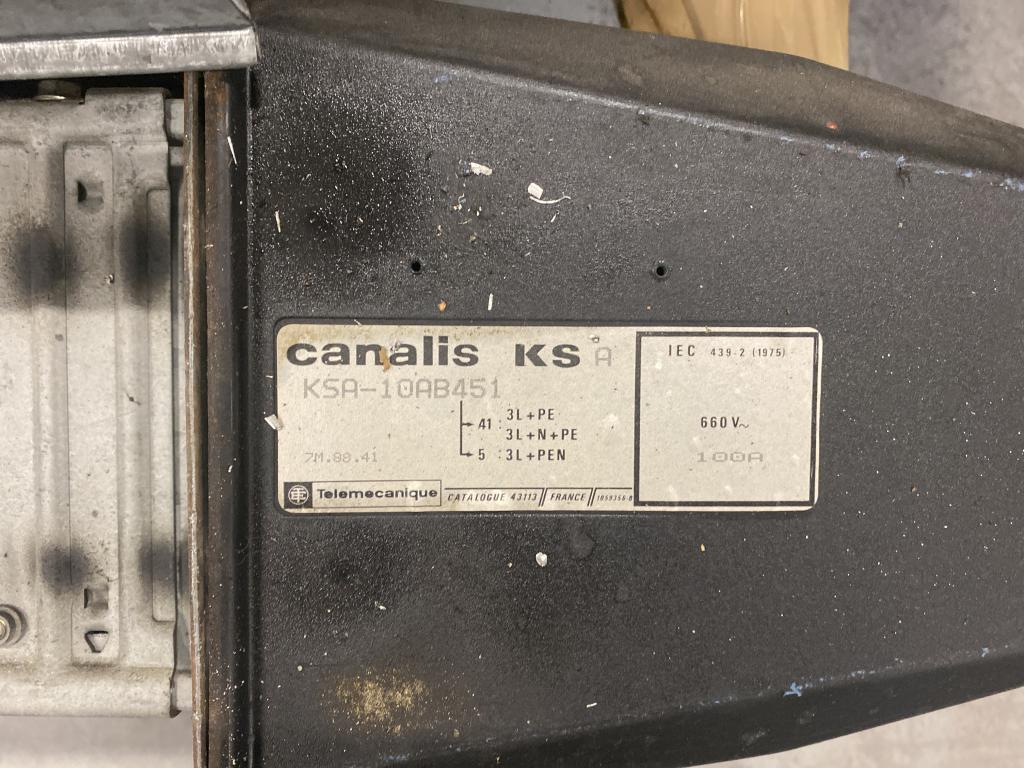 canalis KS A
KSA-10AB451
41 : 3L+PE
3L+N+PE
5 : 3L+PEN
7M.88.41
Telemecanique CATALOGUE 43113 // FRANCE //
IEC 439-2 (1975)
660V~
100A